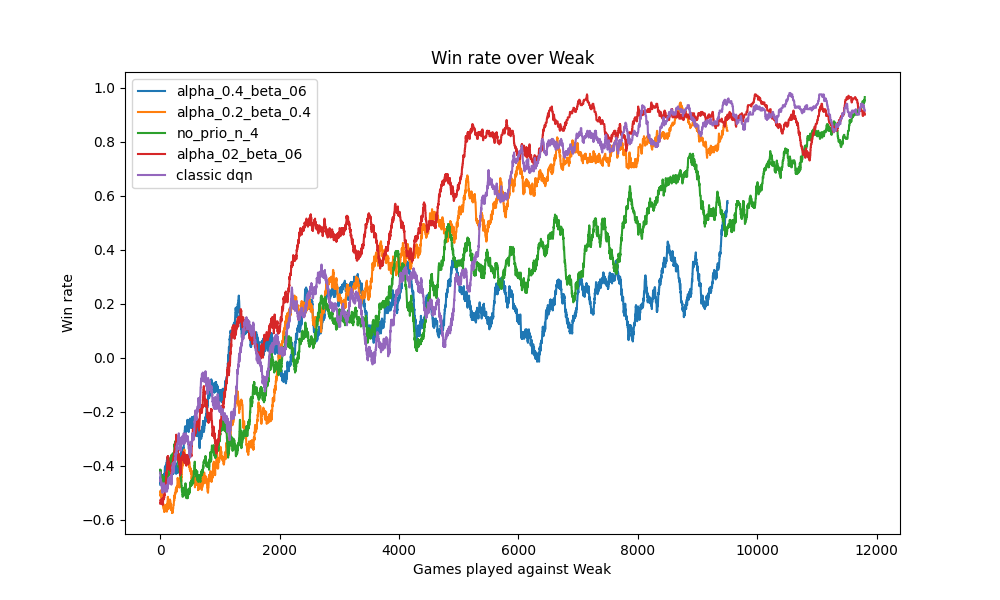 Win rate over Weak
alpha_0.4_beta_06
alpha_0.2_beta_0.4
no_prio_n_4
alpha_02_beta_06
classic dqn
Win rate
1.0
0.8
0.6
0.4
0.2
0.0
−0.2
−0.4
−0.6
0 2000 4000 6000 8000 10000 12000
Games played against Weak